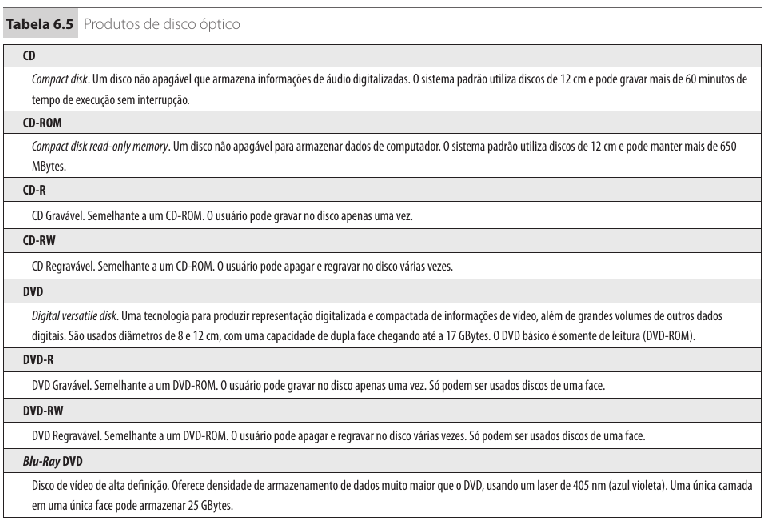 Tabela 6.5 Produtos de disco óptico
CD
Compact disk. Um disco não apagável que armazena informações de áudio digitalizadas. O sistema padrão utiliza discos de 12 cm e pode gravar mais de 60 minutos de
tempo de execução sem interrupção.
CD-ROM
Compact disk read-only memory. Um disco não apagável para armazenar dados de computador. O sistema padrão utiliza discos de 12 cm e pode manter mais de 650
MBytes.
CD-R
CD Gravável. Semelhante a um CD-ROM. O usuário pode gravar no disco apenas uma vez.
CD-RW
CD Regravável. Semelhante a um CD-ROM. O usuário pode apagar e regravar no disco várias vezes.
DVD
Digital versatile disk. Uma tecnologia para produzir representação digitalizada e compactada de informações de vídeo, além de grandes volumes de outros dados
digitais. São usados diâmetros de 8 e 12 cm, com uma capacidade de dupla face chegando até a 17 GBytes. O DVD básico é somente de leitura (DVD-ROM).
DVD-R
DVD Gravável. Semelhante a um DVD-ROM. O usuário pode gravar no disco apenas uma vez. Só podem ser usados discos de uma face.
DVD-RW
DVD Regravável. Semelhante a um DVD-ROM. O usuário pode apagar e regravar no disco várias vezes. Só podem ser usados discos de uma face.
Blu-Ray DVD
Disco de vídeo de alta definição. Oferece densidade de armazenamento de dados muito maior que o DVD, usando um laser de 405 nm (azul violeta). Uma única camada
em uma única face pode armazenar 25 GBytes.